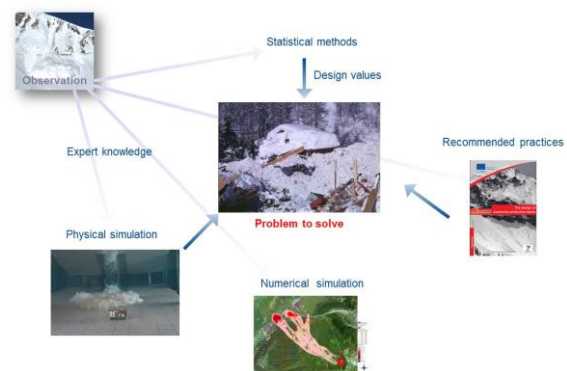 Statistical methods
Observation
Design values
Expert knowledge
Recommended practices
Problem to solve
Physical simulation
Numerical simulation